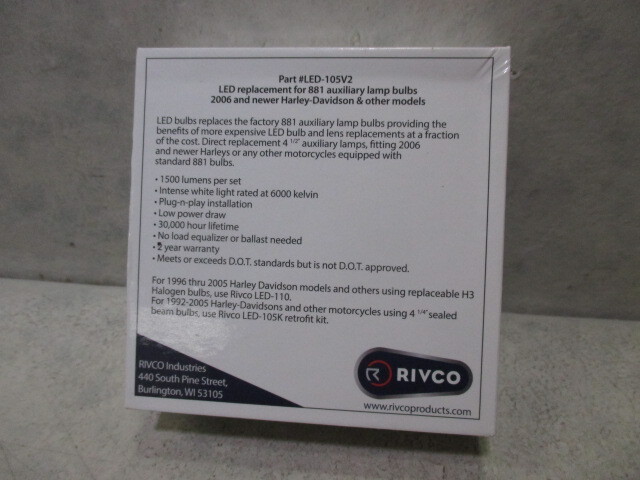 Part #LED-105V2
LED replacement for 881 auxiliary lamp bulbs
2006 and newer Harley-Davidson & other models
LED bulbs replaces the factory 881 auxiliary lamp bulbs providing the
benefits of more expensive LED bulb and lens replacements at a fraction
of the cost. Direct replacement 4 1/2" auxiliary lamps, fitting 2006
and newer Harleys or any other motorcycles equipped with
standard 881 bulbs.
• 1500 lumens per set
• Intense white light rated at 6000 kelvin
• Plug-n-play installation
• Low power draw
• 30,000 hour lifetime
• No load equalizer or ballast needed
• 2 year warranty
• Meets or exceeds D.O.T. standards but is not D.O.T. approved.
For 1996 thru 2005 Harley Davidson models and others using replaceable H3
Halogen bulbs, use Rivco LED-110.
For 1992-2005 Harley-Davidsons and other motorcycles using 4 1/4" sealed
beam bulbs, use Rivco LED-105K retrofit kit.
RIVCO Industries
440 South Pine Street,
Burlington, WI 53105
R RIVCO
www.rivcoproducts.com